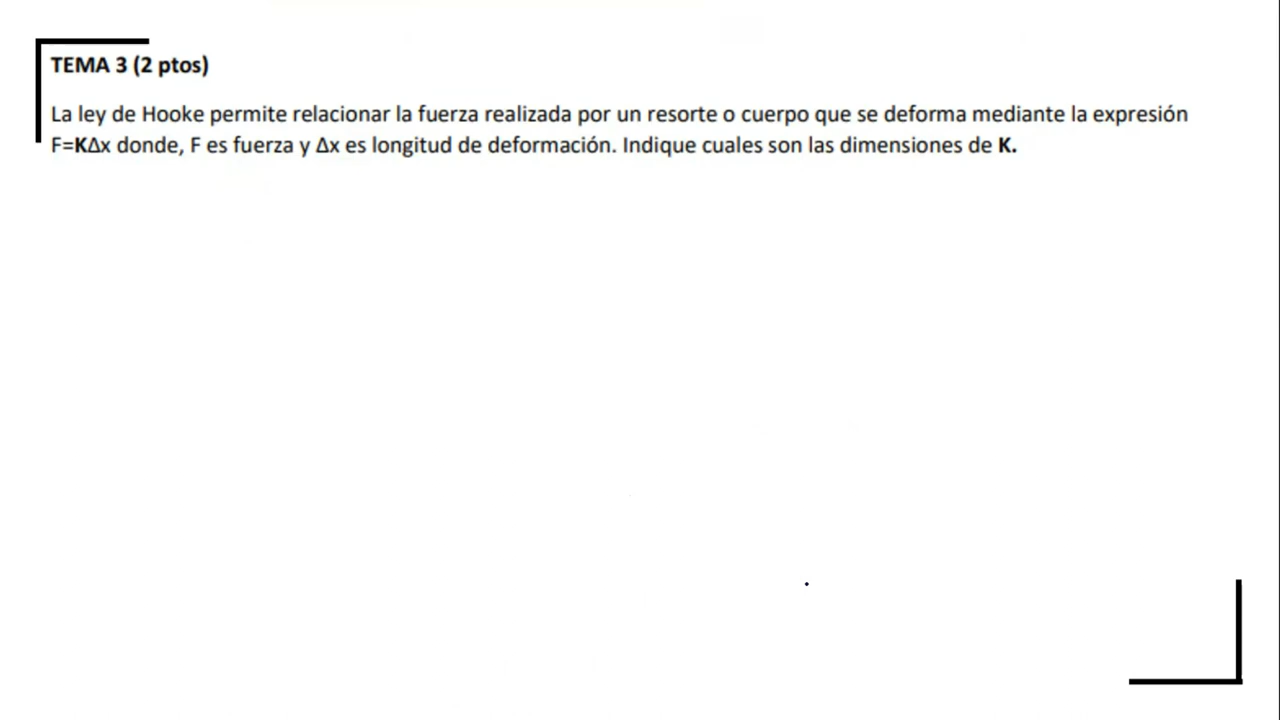 TEMA 3 (2 ptos)
La ley de Hooke permite relacionar la fuerza realizada por un resorte o cuerpo que se deforma mediante la expresión
F=KΔx donde, F es fuerza y Δx es longitud de deformación. Indique cuales son las dimensiones de K.